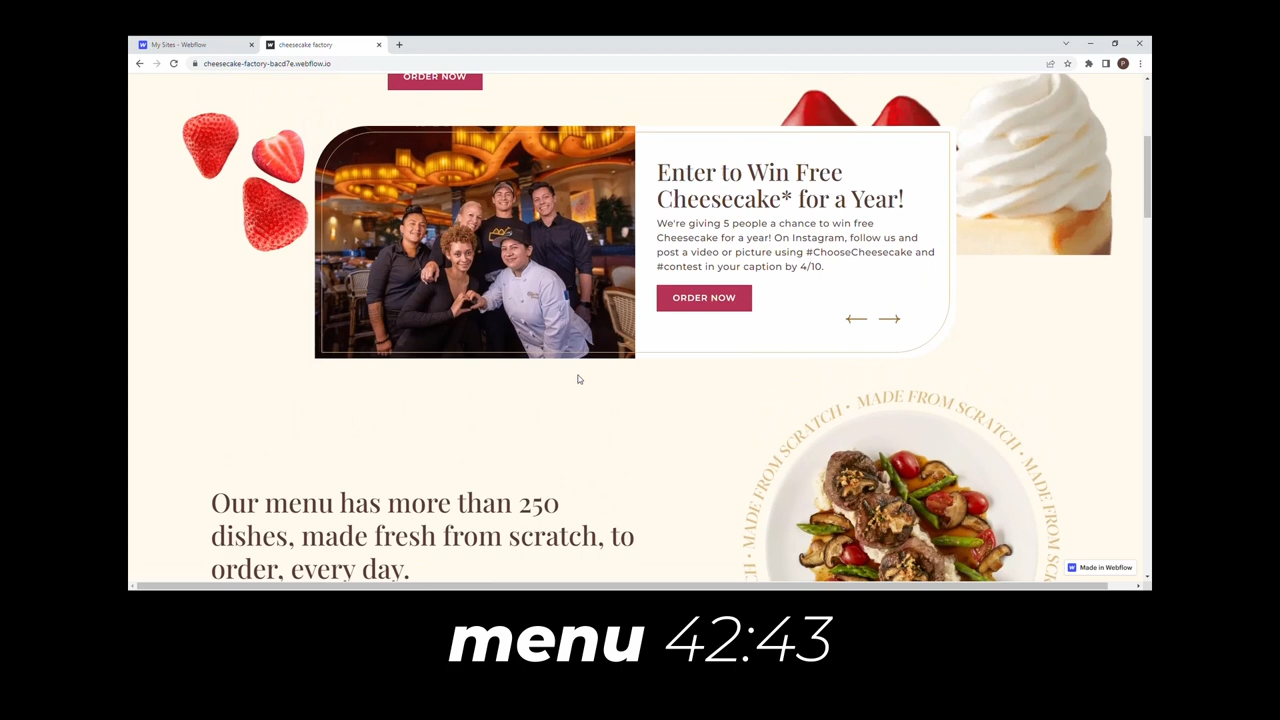 My Sites - Webflow
cheesecake factory
cheesecake-factory-bacd7e.webflow.io
P
ORDER NOW
Enter to Win Free
Cheesecake* for a Year!
We're giving 5 people a chance to win free
Cheesecake for a year! On Instagram, follow us and
post a video or picture using #ChooseCheesecake and
#contest in your caption by 4/10.
ORDER NOW
MADE FROM SCRATCH • MADE FROM SCRATCH • MADE FROM SC
Our menu has more than 250
dishes, made fresh from scratch, to
order, every day.
Made in Webflow
menu 42:43